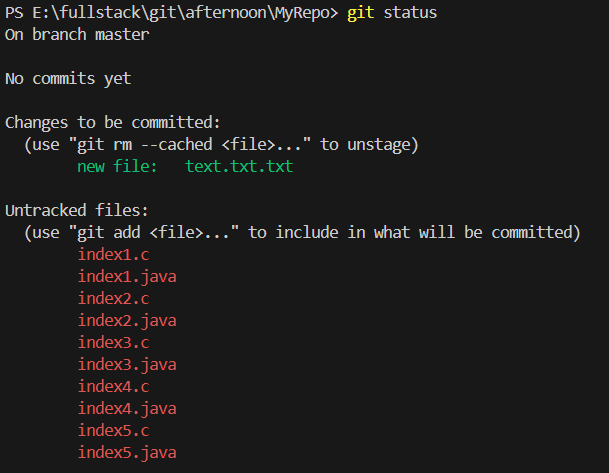 PS E:\fullstack\git\afternoon\MyRepo> git status
On branch master
No commits yet
Changes to be committed:
(use "git rm --cached <file>..." to unstage)
new file: text.txt.txt
Untracked files:
(use "git add <file>..." to include in what will be committed)
index1.c
index1.java
index2.c
index2.java
index3.c
index3.java
index4.c
index4.java
index5.c
index5.java